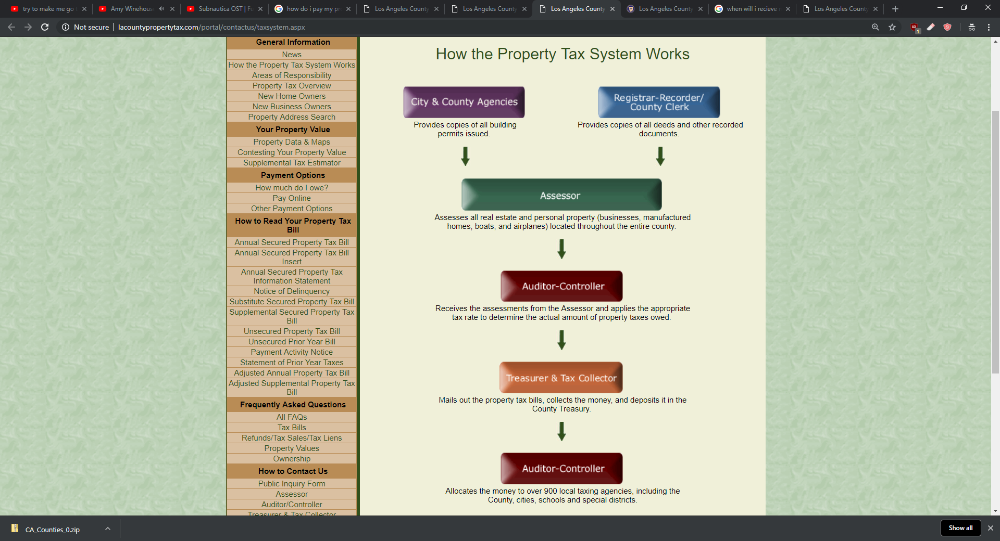 try to make me go t
Amy Winehous
Subnautica OST | Fu
how do i pay my pr
Los Angeles County
Los Angeles County
Los Angeles County
Los Angeles County
when will i recieve
Los Angeles County
Not secure
lacountypropertytax.com/portal/contactus/taxsystem.aspx
1
General Information
News
How the Property Tax System Works
Areas of Responsibility
Property Tax Overview
New Home Owners
New Business Owners
Property Address Search
Your Property Value
Property Data & Maps
Contesting Your Property Value
Supplemental Tax Estimator
Payment Options
How much do I owe?
Pay Online
Other Payment Options
How to Read Your Property Tax
Bill
Annual Secured Property Tax Bill
Annual Secured Property Tax Bill
Insert
Annual Secured Property Tax
Information Statement
Notice of Delinquency
Substitute Secured Property Tax Bill
Supplemental Secured Property Tax
Bill
Unsecured Property Tax Bill
Unsecured Prior Year Bill
Payment Activity Notice
Statement of Prior Year Taxes
Adjusted Annual Property Tax Bill
Adjusted Supplemental Property Tax
Bill
Frequently Asked Questions
All FAQs
Tax Bills
Refunds/Tax Sales/Tax Liens
Property Values
Ownership
How to Contact Us
Public Inquiry Form
Assessor
Auditor/Controller
Treasurer & Tax Collector
How the Property Tax System Works
City & County Agencies
Provides copies of all building
permits issued.
Registrar-Recorder/
County Clerk
Provides copies of all deeds and other recorded
documents.
Assessor
Assesses all real estate and personal property (businesses, manufactured
homes, boats, and airplanes) located throughout the entire county.
Auditor-Controller
Receives the assessments from the Assessor and applies the appropriate
tax rate to determine the actual amount of property taxes owed.
Treasurer & Tax Collector
Mails out the property tax bills, collects the money, and deposits it in the
County Treasury.
Auditor-Controller
Allocates the money to over 900 local taxing agencies, including the
County, cities, schools and special districts.
CA_Counties_0.zip
Show all